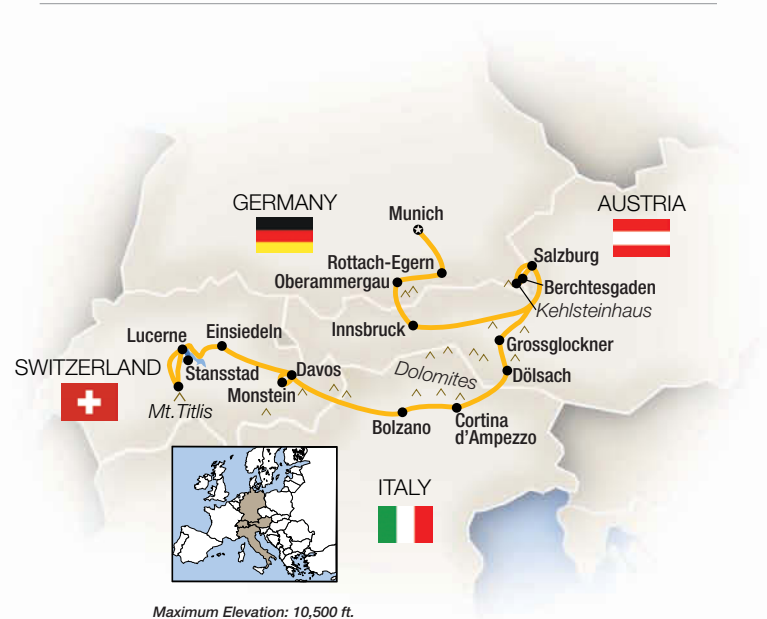 GERMANY
AUSTRIA
Munich
Rottach-Egern
Oberammergau
Salzburg
Berchtesgaden
Kehlsteinhaus
Innsbruck
Lucerne
Einsiedeln
Grossglockner
SWITZERLAND
Stansstad
Davos
Monstein
Dolomites
Dölsach
Mt. Titlis
Bolzano
Cortina
d'Ampezzo
ITALY
Maximum Elevation: 10,500 ft.